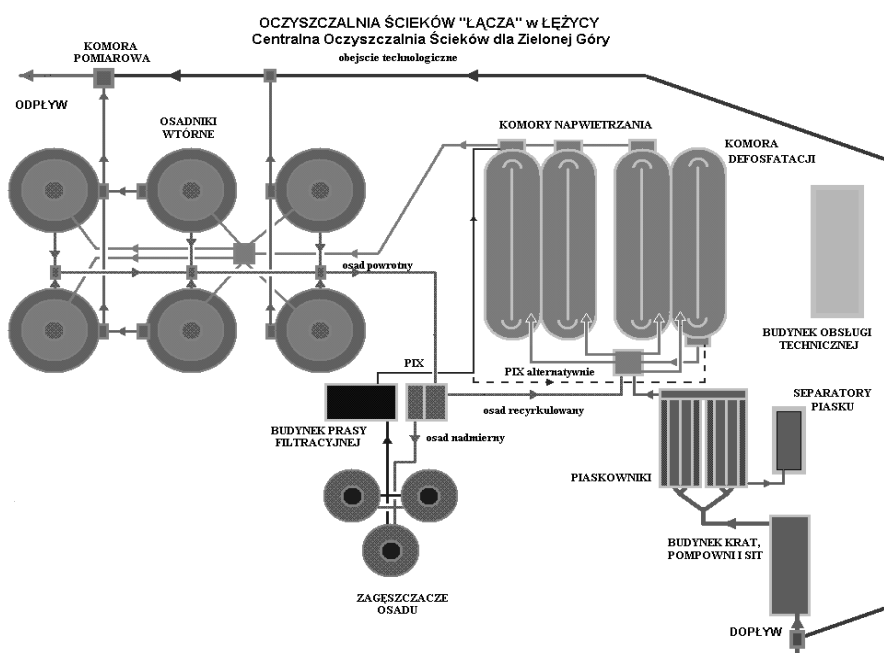 OCZYSZCZALNIA ŚCIEKÓW "ŁĄCZA" w ŁĘŻYCY
Centralna Oczyszczalnia Ścieków dla Zielonej Góry
KOMORA
POMIAROWA
obejscie technologiczne
ODPŁYW
OSADNIKI
WTÓRNE
KOMORY NAPWIETRZANIA
KOMORA
DEFOSFATACJI
osad powrotny
BUDYNEK OBSŁUGI
TECHNICZNEJ
PIX
PIX alternatywnie
SEPARATORY
PIASKU
osad recyrkulowany
BUDYNEK PRASY
FILTRACYJNEJ
osad nadmierny
PIASKOWNIKI
BUDYNEK KRAT,
POMPOWNI I SIT
ZAGĘSZCZACZE
OSADU
DOPŁYW